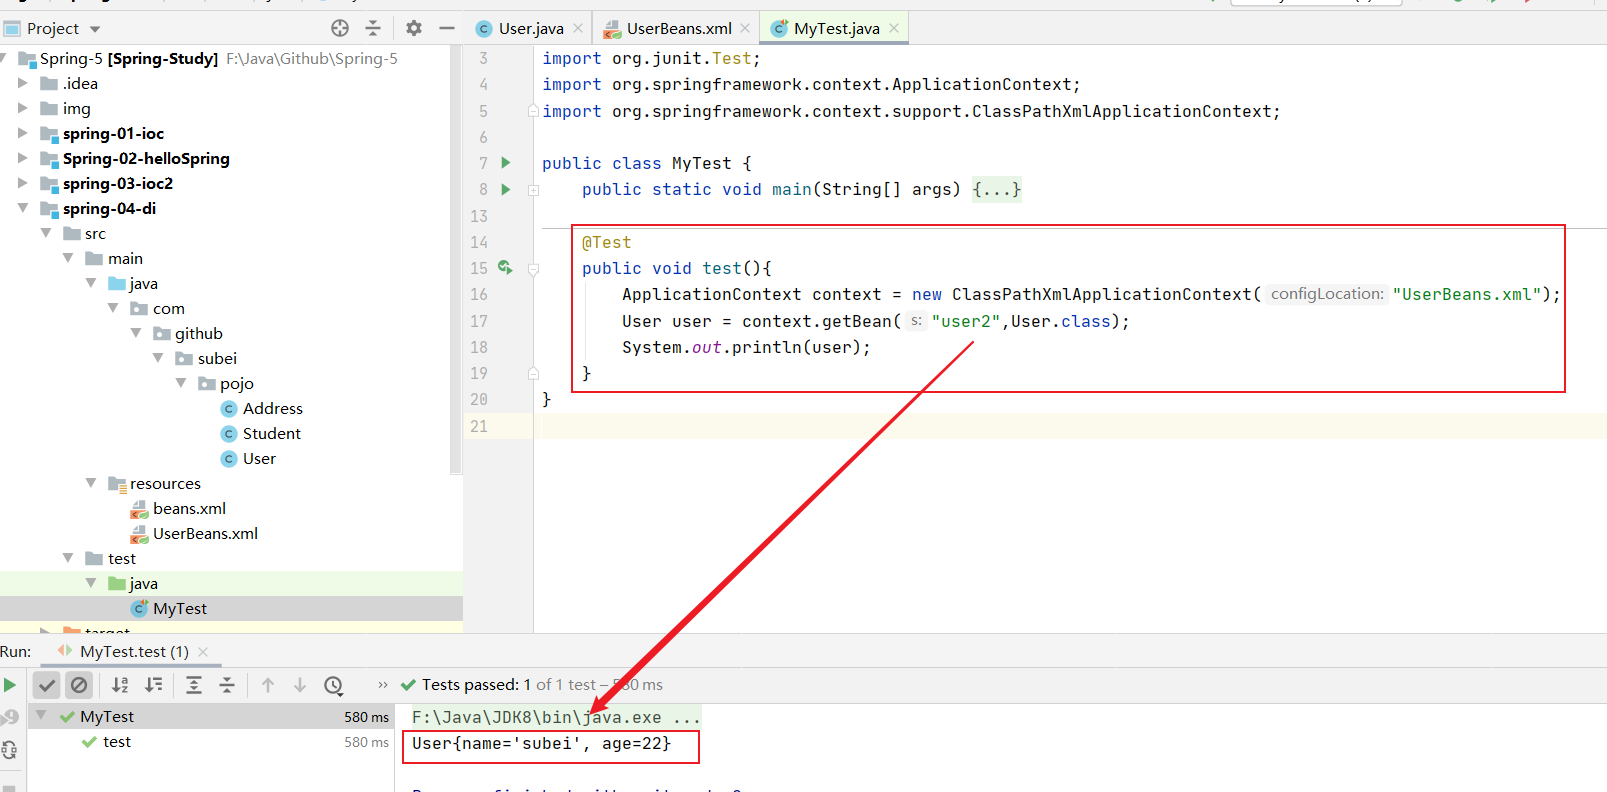 Project
User.java
UserBeans.xml
MyTest.java
Spring-5 [Spring-Study] F:\Java\Github\Spring-5
.idea
img
spring-01-ioc
Spring-02-helloSpring
spring-03-ioc2
spring-04-di
src
main
java
com
github
subei
pojo
Address
Student
User
resources
beans.xml
UserBeans.xml
test
java
MyTest
target
3 import org.junit.Test;
4 import org.springframework.context.ApplicationContext;
5 import org.springframework.context.support.ClassPathXmlApplicationContext;
6
7 public class MyTest {
8 public static void main(String[] args) {...}
13
14 @Test
15 public void test(){
16 ApplicationContext context = new ClassPathXmlApplicationContext( configLocation: "UserBeans.xml");
17 User user = context.getBean( s: "user2",User.class);
18 System.out.println(user);
19 }
20 }
21
Run: MyTest.test (1)
Tests passed: 1 of 1 test – 580 ms
MyTest 580 ms
test 580 ms
F:\Java\JDK8\bin\java.exe ...
User{name='subei', age=22}